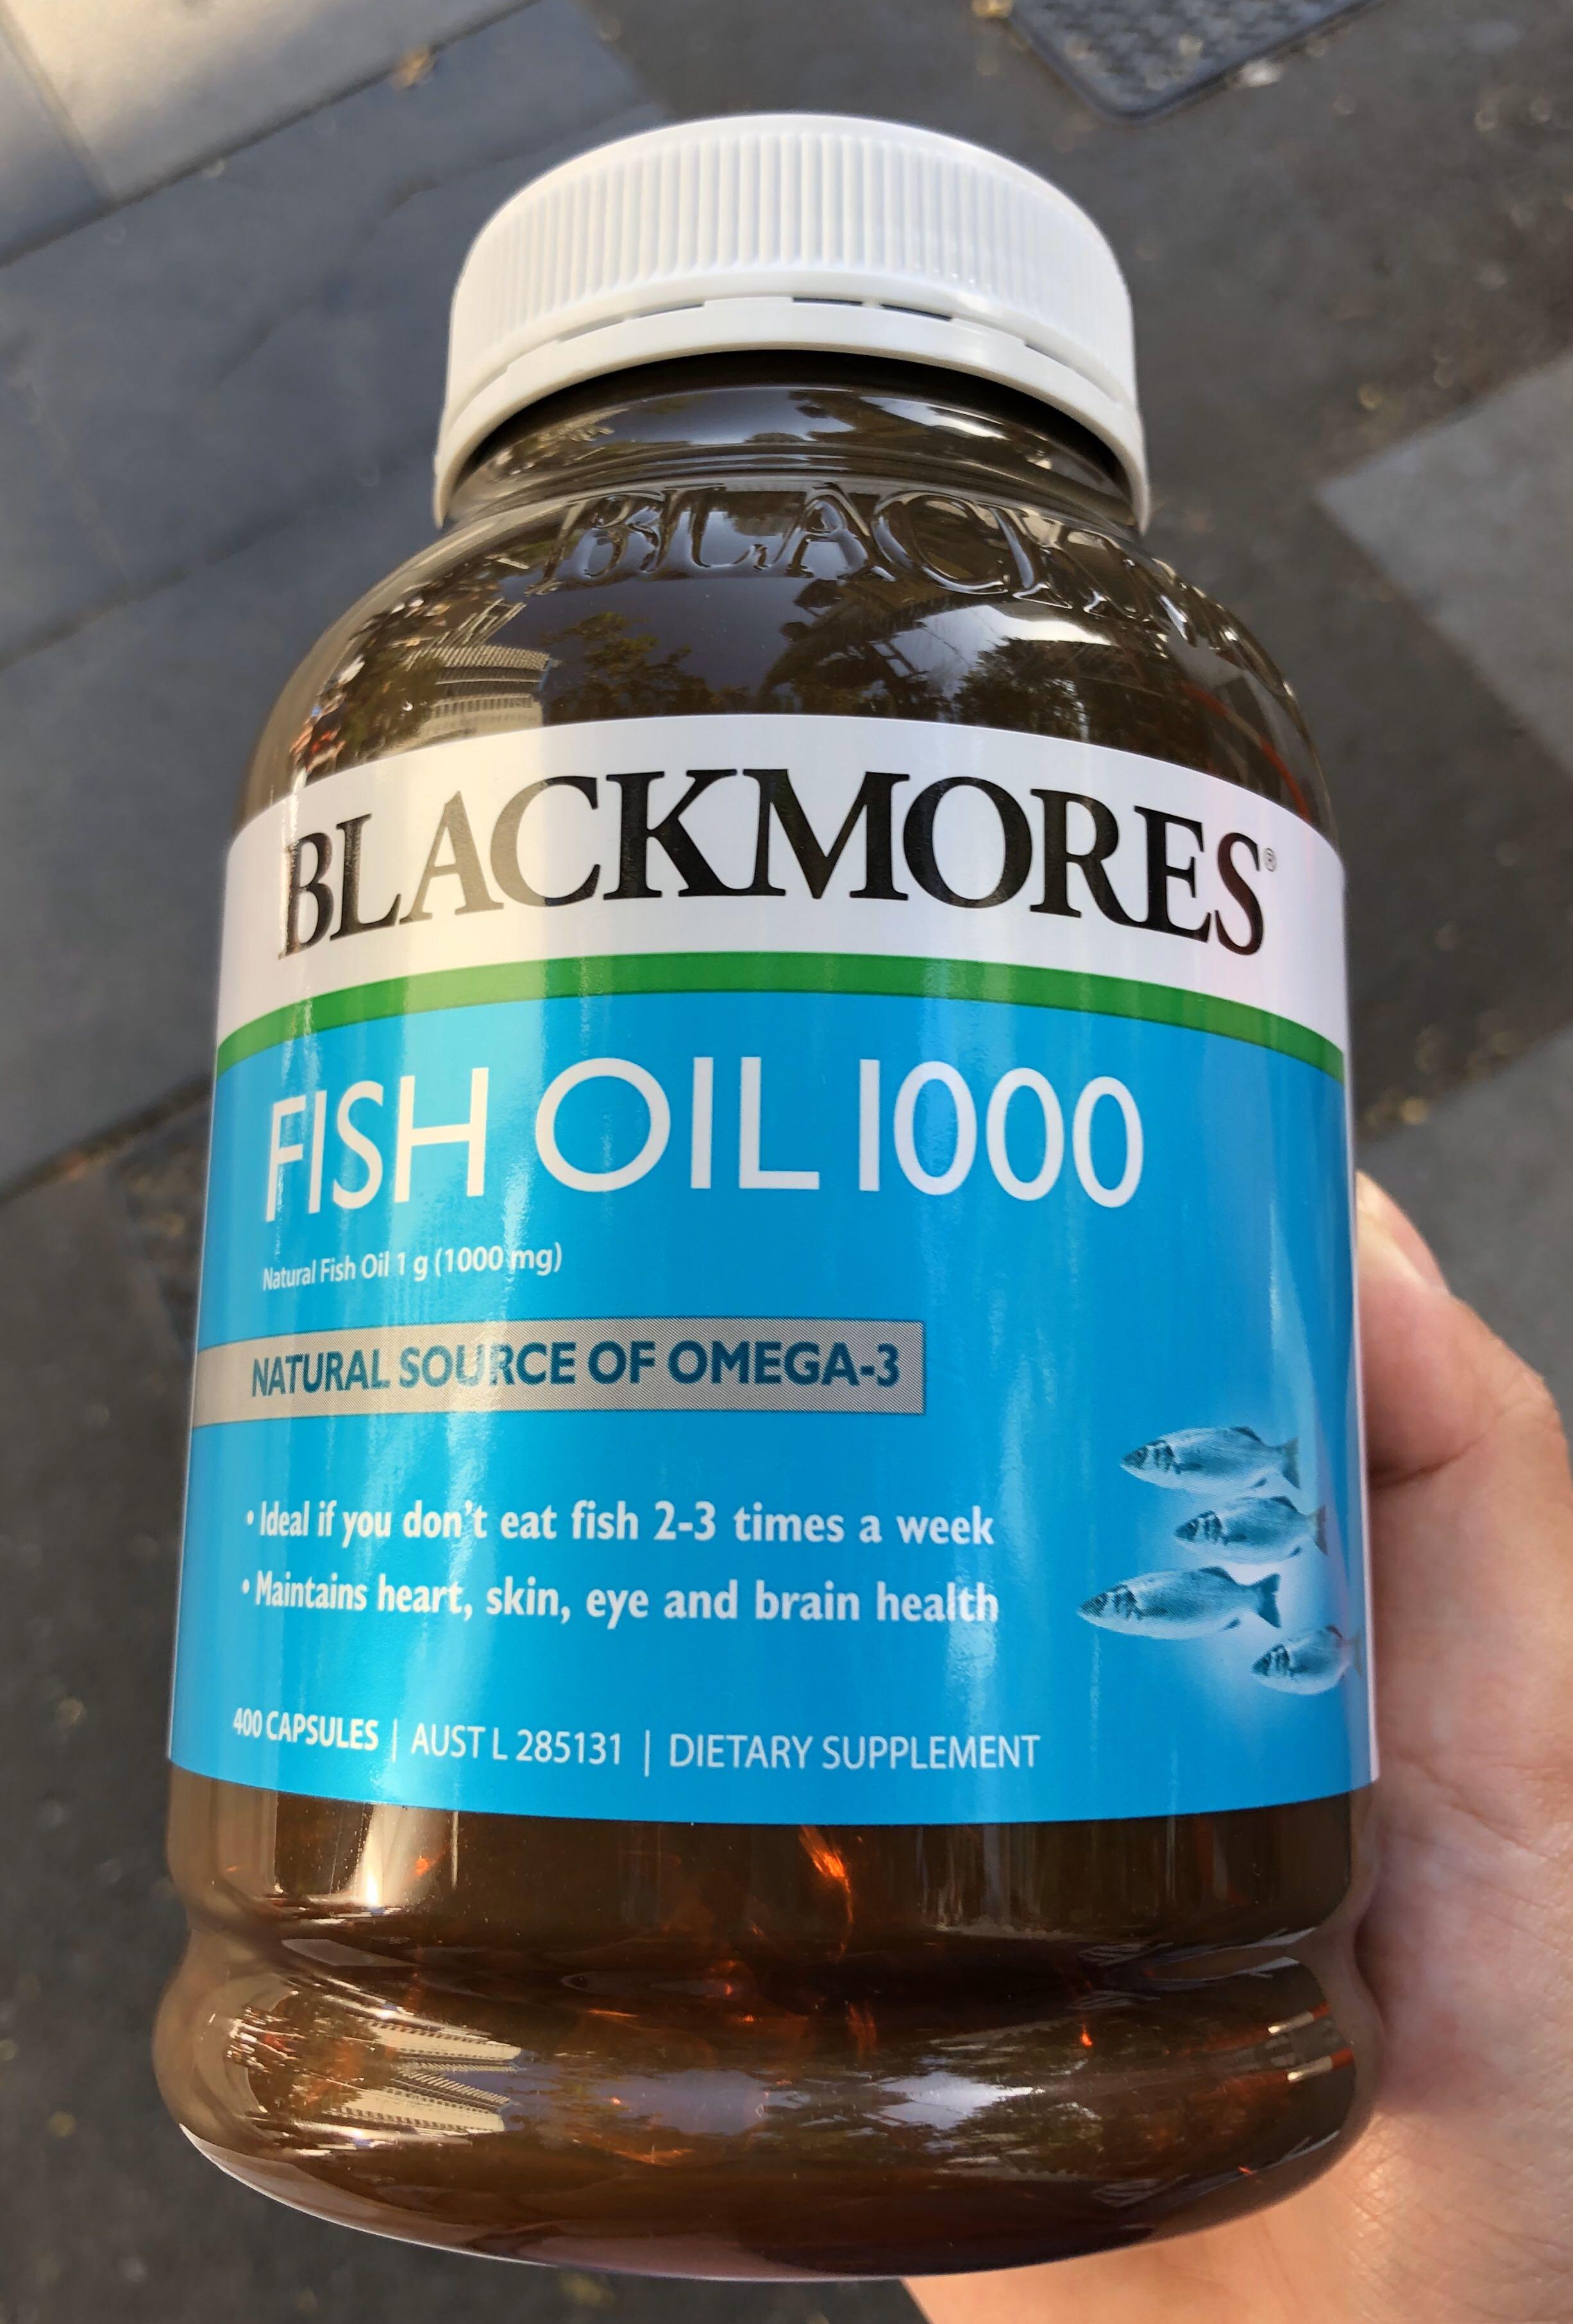 BLACKM
BLACKMORES®
FISH OIL 1000
Natural Fish Oil 1 g (1000 mg)
NATURAL SOURCE OF OMEGA-3
• Ideal if you don't eat fish 2-3 times a week
• Maintains heart, skin, eye and brain health
400 CAPSULES | AUST L 285131 | DIETARY SUPPLEMENT